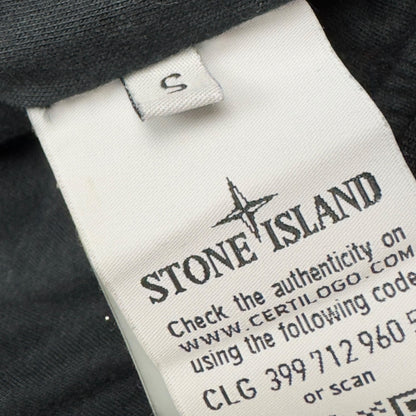 S
STONE ISLAND
Check the authenticity on
WWW.CERTILOGO.COM
using the following code
CLG 399 712 960 5
or scan